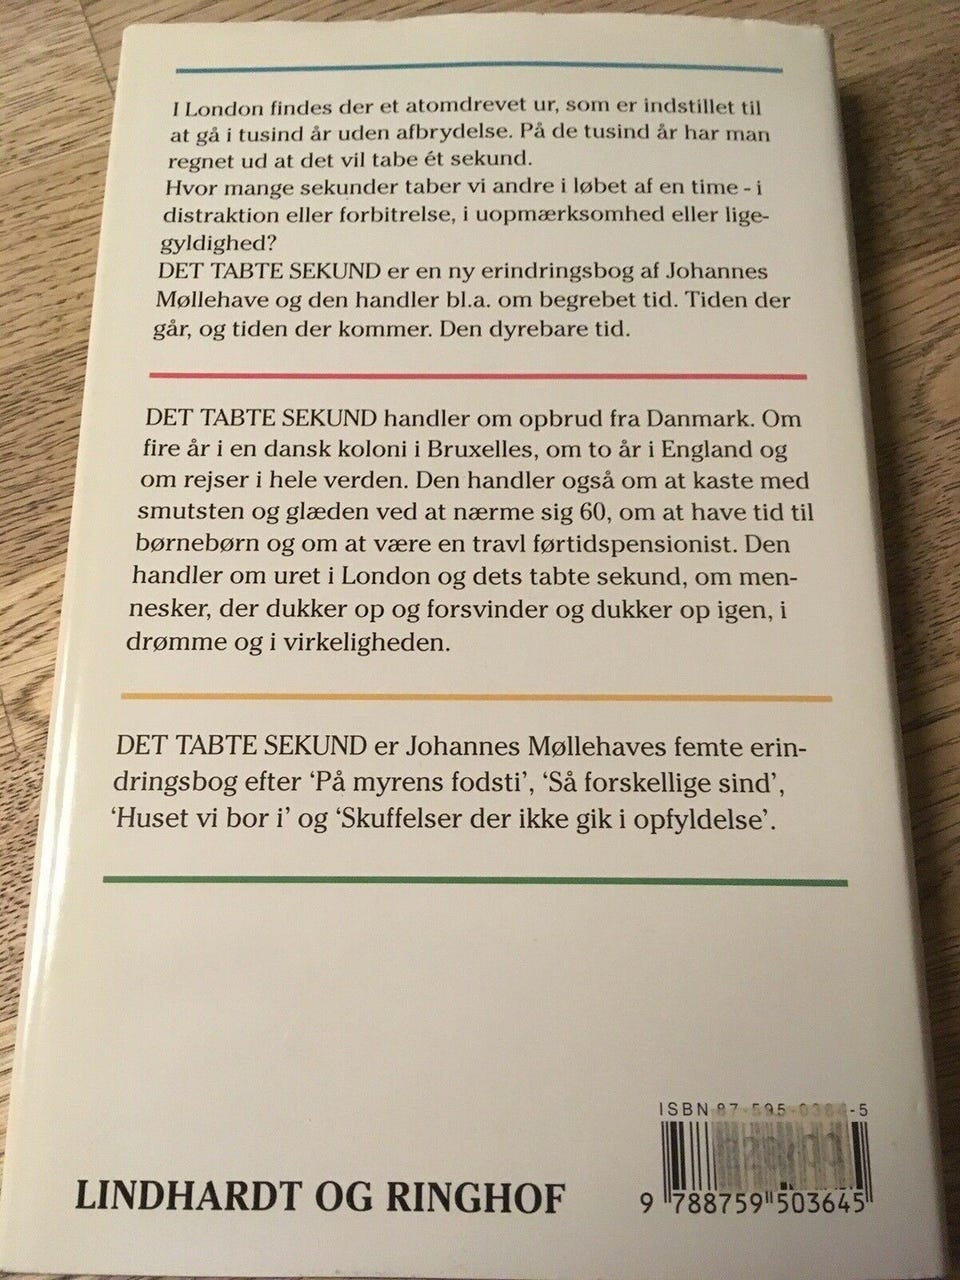 I London findes der et atomdrevet ur, som er indstillet til
at gå i tusind år uden afbrydelse. På de tusind år har man
regnet ud at det vil tabe ét sekund.
Hvor mange sekunder taber vi andre i løbet af en time - i
distraktion eller forbitrelse, i uopmærksomhed eller lige-
gyldighed?
DET TABTE SEKUND er en ny erindringsbog af Johannes
Møllehave og den handler bl.a. om begrebet tid. Tiden der
går, og tiden der kommer. Den dyrebare tid.
DET TABTE SEKUND handler om opbrud fra Danmark. Om
fire år i en dansk koloni i Bruxelles, om to år i England og
om rejser i hele verden. Den handler også om at kaste med
smutsten og glæden ved at nærme sig 60, om at have tid til
børnebørn og om at være en travl førtidspensionist. Den
handler om uret i London og dets tabte sekund, om men-
nesker, der dukker op og forsvinder og dukker op igen, i
drømme og i virkeligheden.
DET TABTE SEKUND er Johannes Møllehaves femte erin-
dringsbog efter ‘På myrens fodsti’, ‘Så forskellige sind’,
‘Huset vi bor i’ og ‘Skuffelser der ikke gik i opfyldelse’.
ISBN 87-595-0364-5
9 788759 503645
LINDHARDT OG RINGHOF